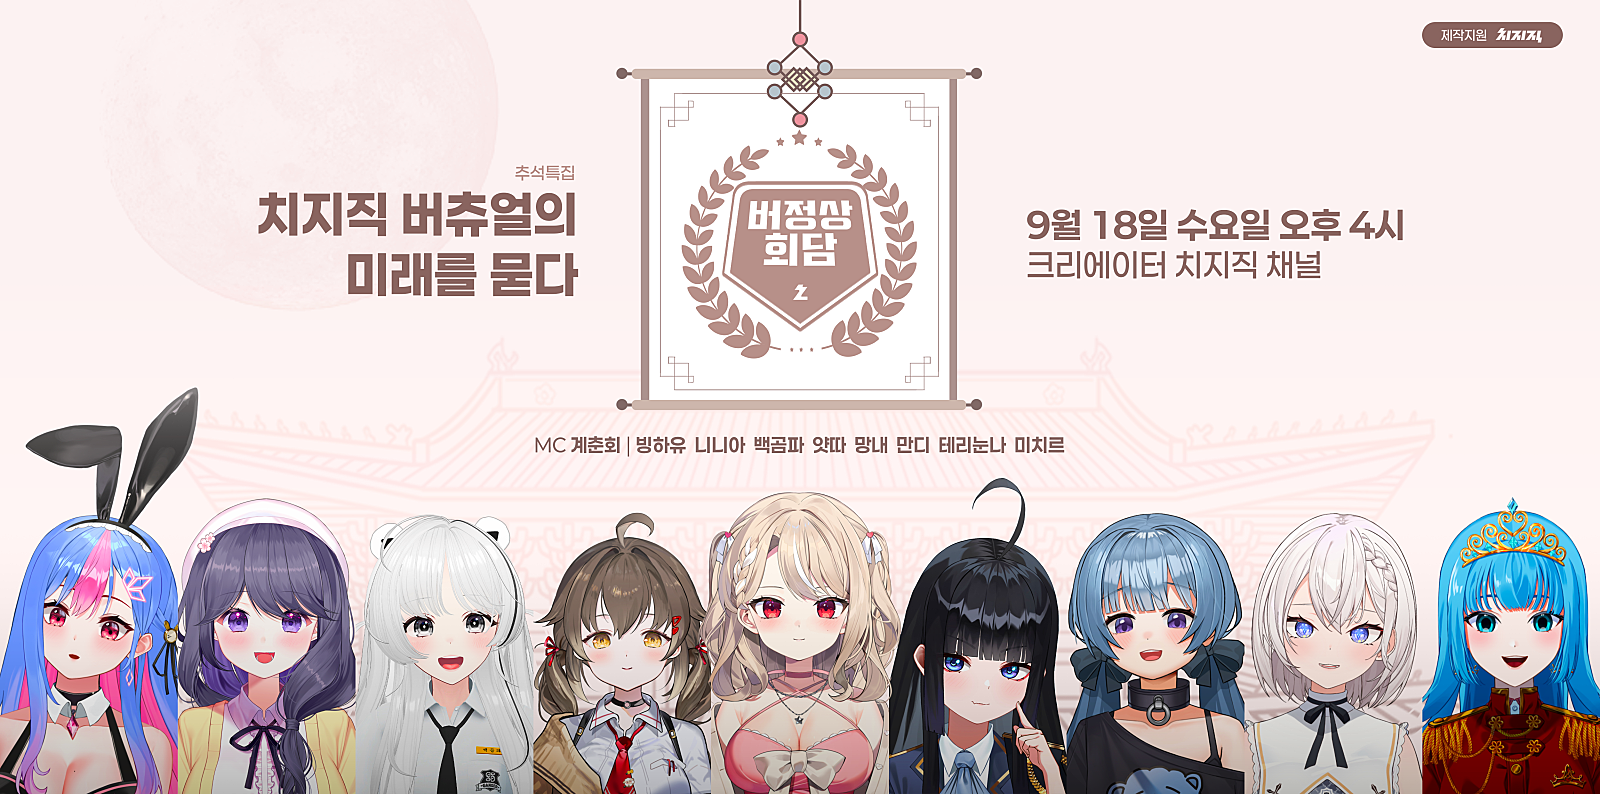 제작지원 치지직
추석특집
치지직 버츄얼의
미래를 묻다
버정상
회담
9월 18일 수요일 오후 4시
크리에이터 치지직 채널
MC 계춘회 | 빙하유 니니아 백곰파 얏따 망내 만디 테리눈나 미치르